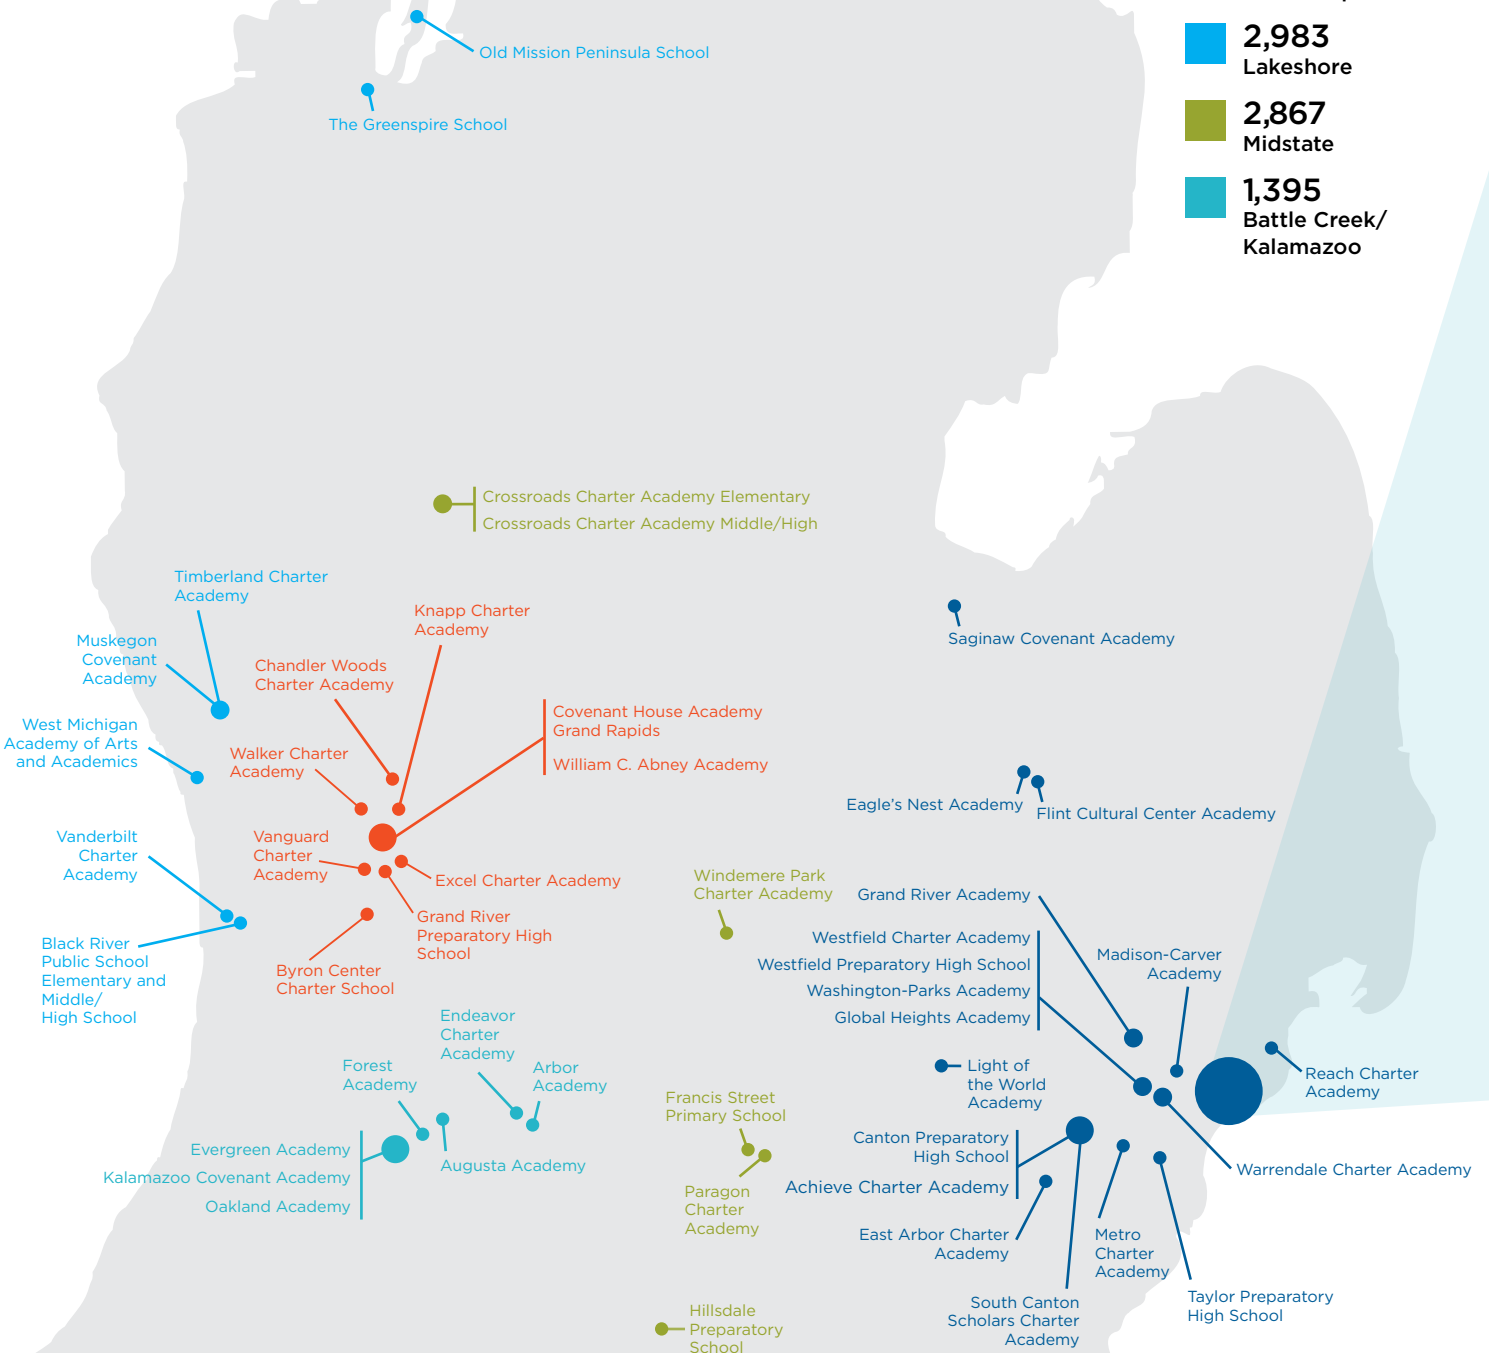 2,983
Lakeshore
2,867
Midstate
1,395
Battle Creek/
Kalamazoo
Old Mission Peninsula School
The Greenspire School
Crossroads Charter Academy Elementary
Crossroads Charter Academy Middle/High
Timberland Charter
Academy
Muskegon
Covenant
Academy
West Michigan
Academy of Arts
and Academics
Vanderbilt
Charter
Academy
Black River
Public School
Elementary and
Middle/
High School
Knapp Charter
Academy
Chandler Woods
Charter Academy
Walker Charter
Academy
Covenant House Academy
Grand Rapids
William C. Abney Academy
Vanguard
Charter
Academy
Excel Charter Academy
Grand River
Preparatory High
School
Byron Center
Charter School
Endeavor
Charter
Academy
Forest
Academy
Arbor
Academy
Evergreen Academy
Kalamazoo Covenant Academy
Oakland Academy
Augusta Academy
Windemere Park
Charter Academy
Francis Street
Primary School
Paragon
Charter
Academy
Hillsdale
Preparatory
School
Saginaw Covenant Academy
Eagle's Nest Academy
Flint Cultural Center Academy
Grand River Academy
Westfield Charter Academy
Westfield Preparatory High School
Washington-Parks Academy
Global Heights Academy
Madison-Carver
Academy
Light of
the World
Academy
Reach Charter
Academy
Canton Preparatory
High School
Achieve Charter Academy
Warrendale Charter Academy
East Arbor Charter
Academy
Metro
Charter
Academy
South Canton
Scholars Charter
Academy
Taylor Preparatory
High School